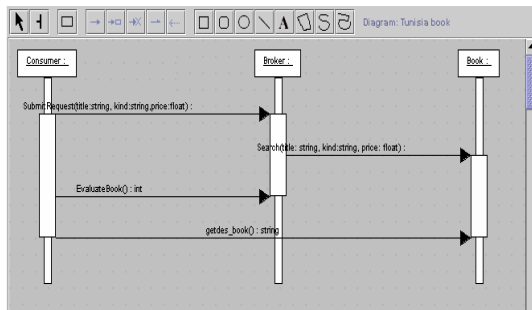 A
Diagram: Tunisia book
Consumer :
Broker :
Book :
SubmitRequest(title:string, kind:string,price:float) :
Search(title: string, kind:string, price: float) :
EvaluateBook() : int
getdes_book() : string